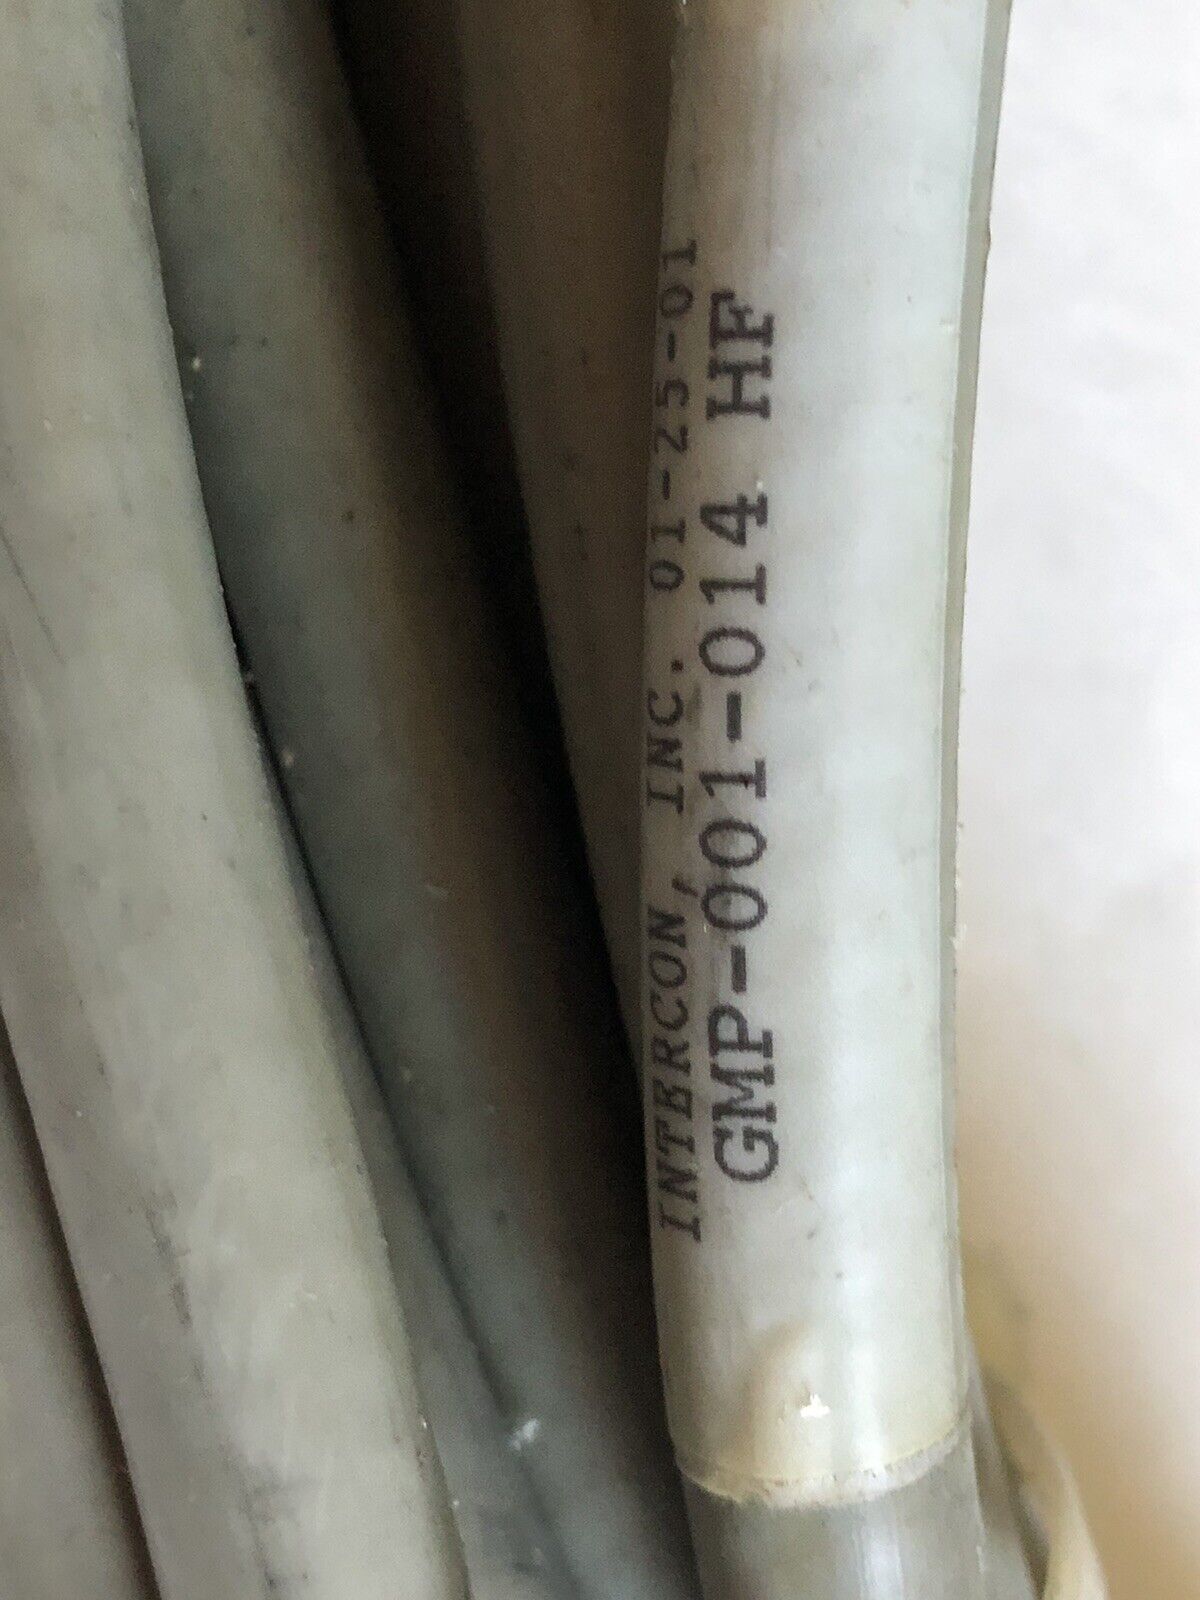 INTERCON, INC. 01-25-01
GMP-001-014 HF